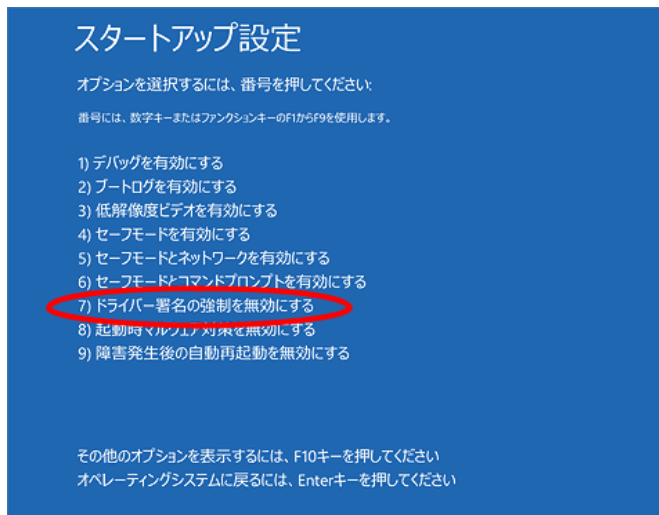 スタートアップ設定
オプションを選択するには、番号を押してください:
番号には、数字キーまたはファンクションキーのF1からF9を使用します。
1) デバッグを有効にする
2) ブートログを有効にする
3) 低解像度ビデオを有効にする
4) セーフモードを有効にする
5) セーフモードとネットワークを有効にする
6) セーフモードとコマンドプロンプトを有効にする
7) ドライバー署名の強制を無効にする
8) 起動時マルウェア対策を無効にする
9) 障害発生後の自動再起動を無効にする
その他のオプションを表示するには、F10キーを押してください
オペレーティングシステムに戻るには、Enterキーを押してください